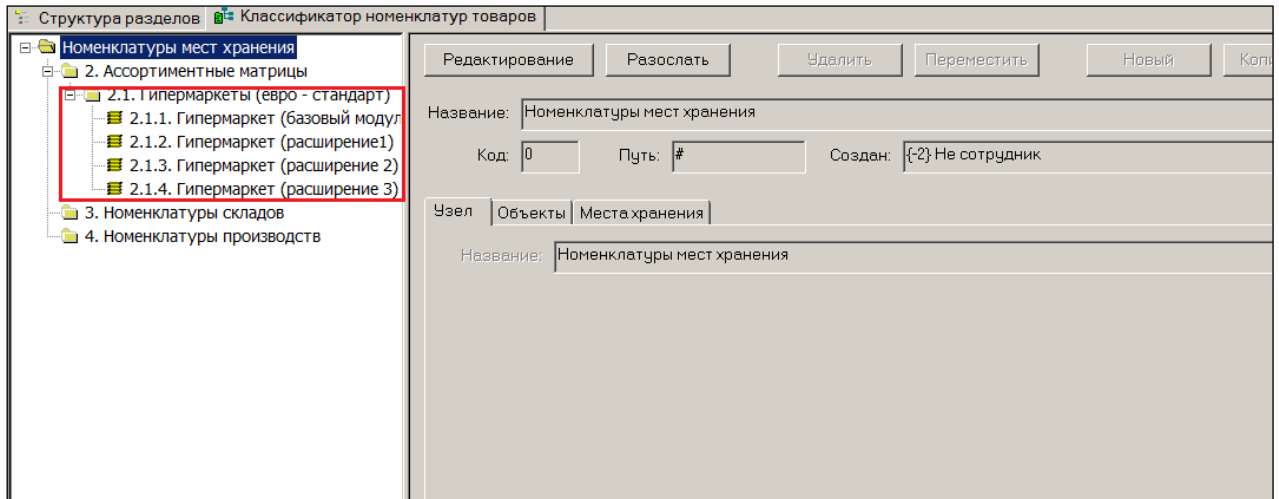 Структура разделов Классификатор номенклатур товаров
Номенклатуры мест хранения
2. Ассортиментные матрицы
2.1. Гипермаркеты (евро - стандарт)
2.1.1. Гипермаркет (базовый модул
2.1.2. Гипермаркет (расширение1)
2.1.3. Гипермаркет (расширение 2)
2.1.4. Гипермаркет (расширение 3)
3. Номенклатуры складов
4. Номенклатуры производств
Редактирование Разослать Удалить Переместить Новый Копи
Название: Номенклатуры мест хранения
Код: 0 Путь: # Создан: {-2} Не сотрудник
Узел Объекты Места хранения
Название: Номенклатуры мест хранения